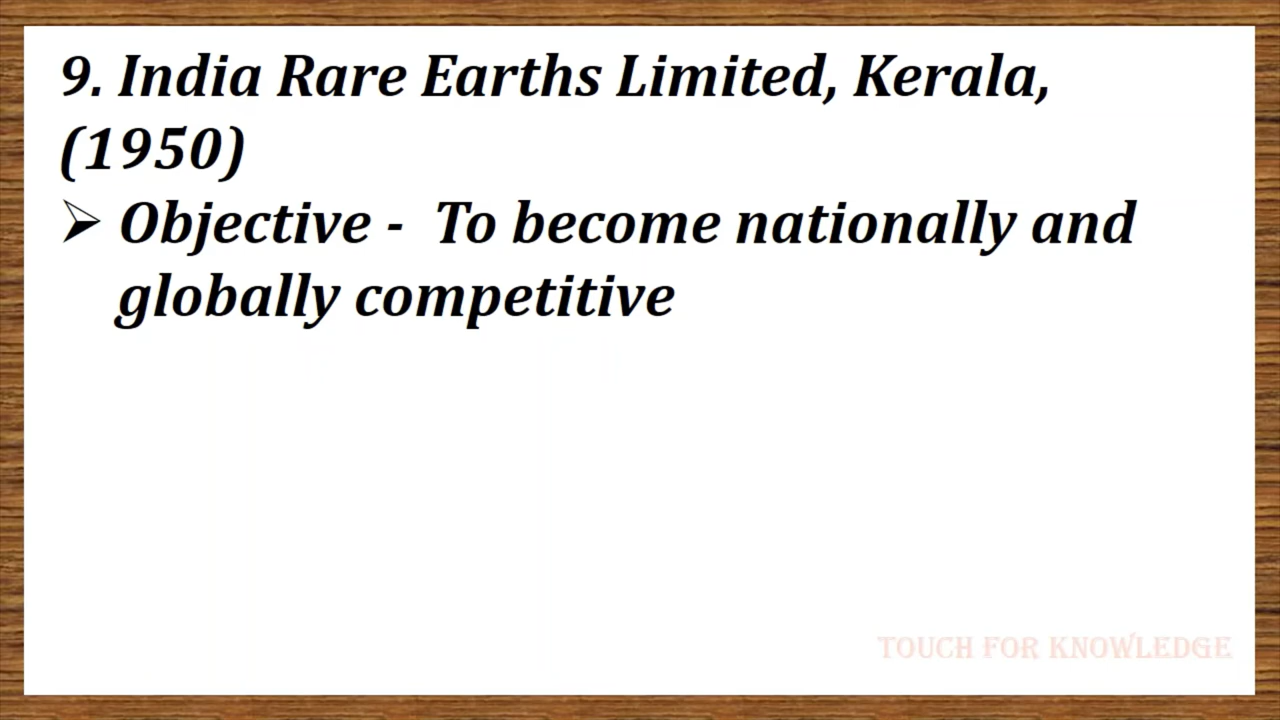 9. India Rare Earths Limited, Kerala,
(1950)
➢ Objective - To become nationally and
globally competitive
TOUCH FOR KNOWLEDGE